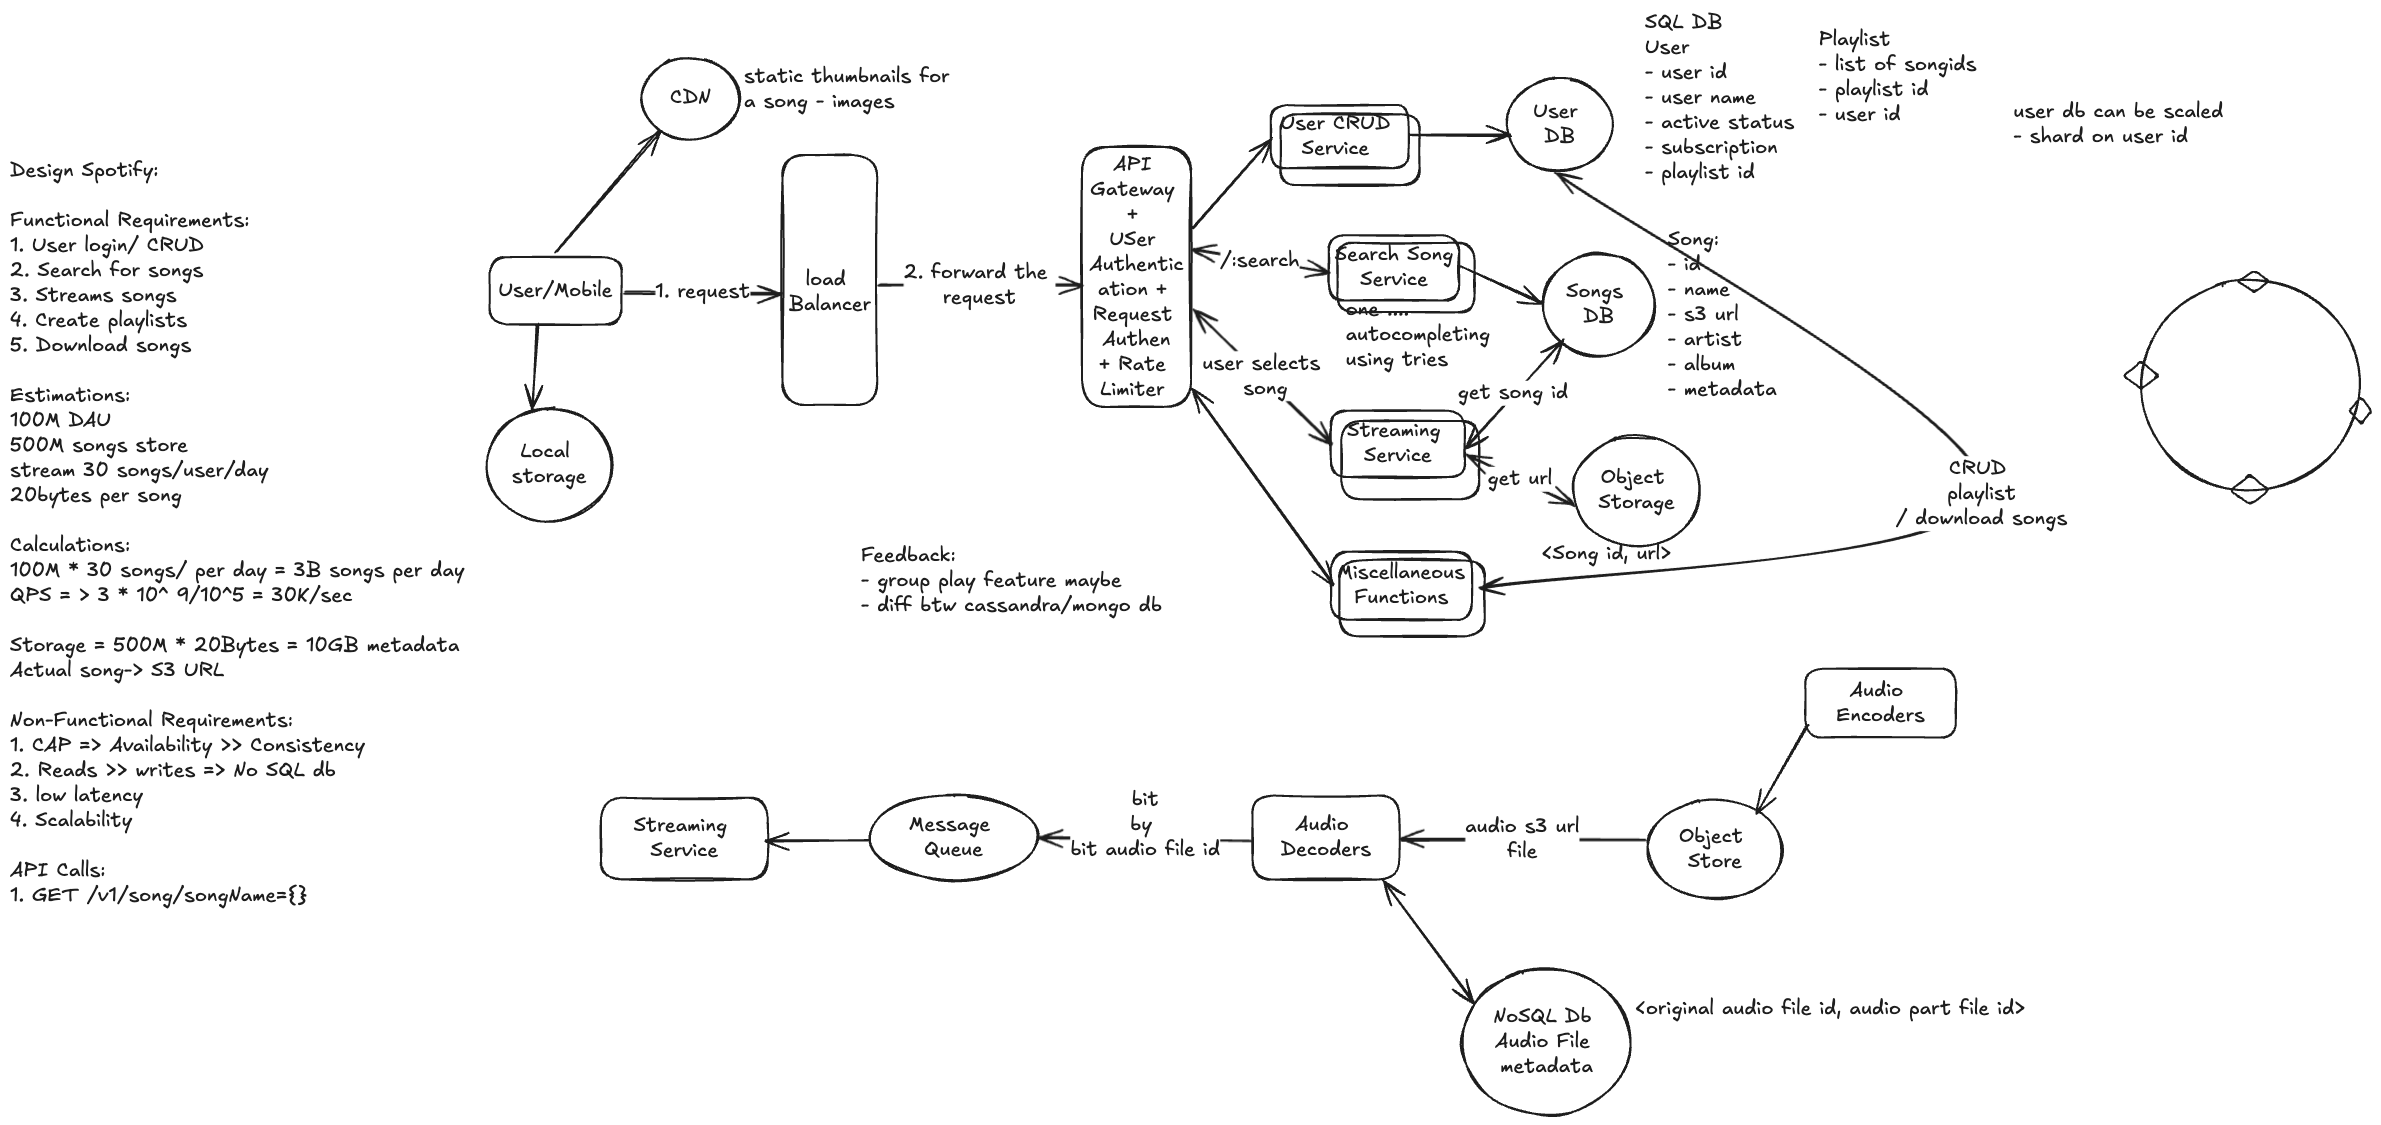 Design Spotify:
Functional Requirements:
1. User login/ CRUD
2. Search for songs
3. Streams songs
4. Create playlists
5. Download songs
Estimations:
100M DAU
500M songs store
stream 30 songs/user/day
20bytes per song
Calculations:
100M * 30 songs/ per day = 3B songs per day
QPS = > 3 * 10^ 9/10^5 = 30K/sec
Storage = 500M * 20Bytes = 10GB metadata
Actual song-> S3 URL
Non-Functional Requirements:
1. CAP => Availability >> Consistency
2. Reads >> writes => No SQL db
3. low latency
4. Scalability
API Calls:
1. GET /v1/song/songName={}
CDN
static thumbnails for
a song - images
User/Mobile
1. request
Local
storage
load
Balancer
2. forward the
request
API
Gateway
+
USer
Authentic
ation +
Request
Authen
+ Rate
Limiter
User CRUD
Service
User
DB
SQL DB
User
- user id
- user name
- active status
- subscription
- playlist id
Playlist
- list of songids
- playlist id
- user id
user db can be scaled
- shard on user id
/:search
Search Song
Service
one ....
autocompleting
using tries
Songs
DB
Song:
- id
- name
- s3 url
- artist
- album
- metadata
user selects
song
get song id
Streaming
Service
get url
Object
Storage
<Song id, url>
Miscellaneous
Functions
CRUD
playlist
/ download songs
Feedback:
- group play feature maybe
- diff btw cassandra/mongo db
Audio
Encoders
Streaming
Service
Message
Queue
bit
by
bit audio file id
Audio
Decoders
audio s3 url
file
Object
Store
NoSQL Db
Audio File
metadata
<original audio file id, audio part file id>